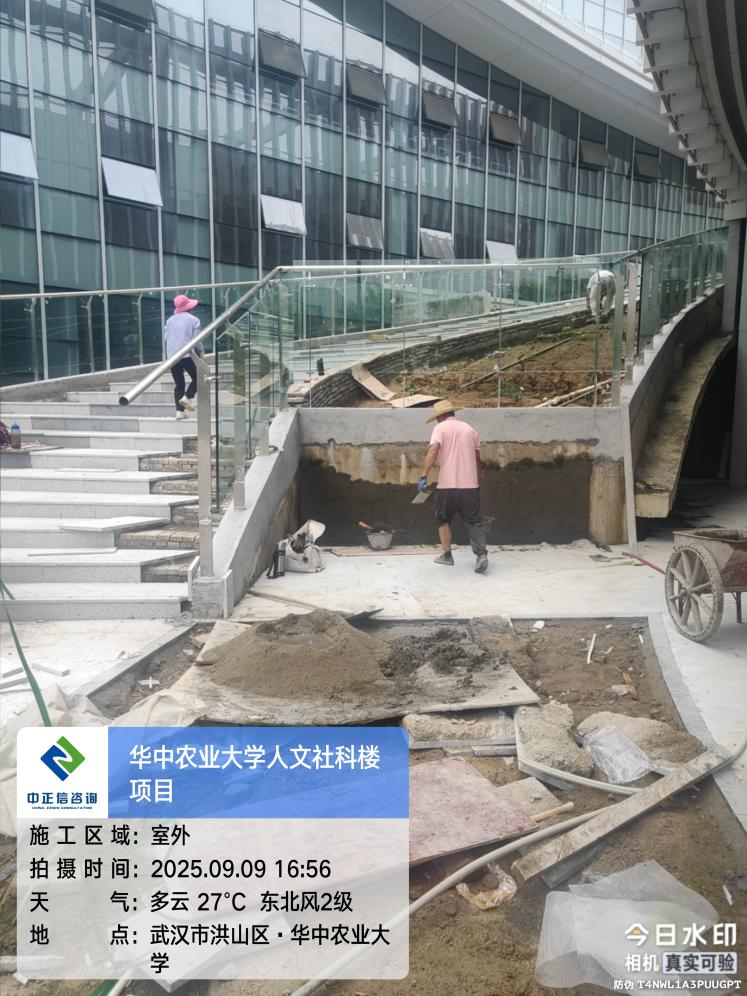 中正信咨询
CHINA ZZXIN CONSULTATION
华中农业大学人文社科楼
项目
施工区域：室外
拍摄时间：2025.09.09 16:56
天气：多云 27℃ 东北风2级
地点：武汉市洪山区·华中农业大
学
今日水印
相机 真实可验
防伪 T4NWL1A3PUUGPT